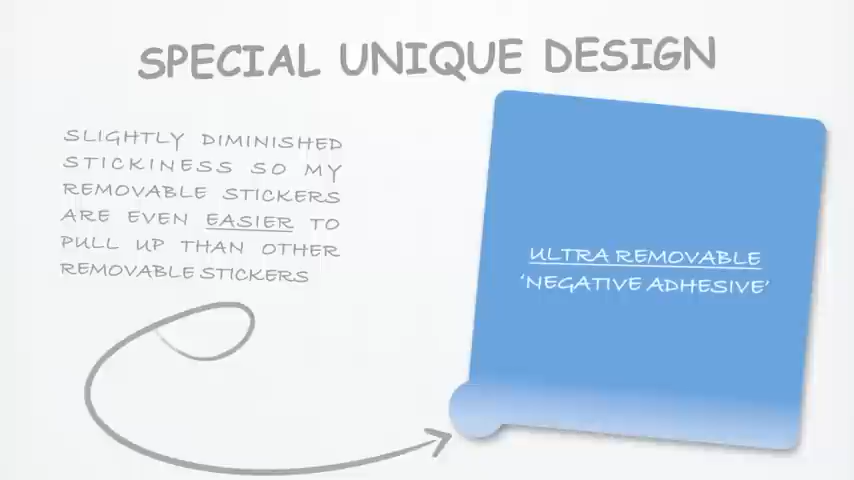 SPECIAL UNIQUE DESIGN
SLIGHTLY DIMINISHED
STICKINESS SO MY
REMOVABLE STICKERS
ARE EVEN EASIER TO
PULL UP THAN OTHER
REMOVABLE STICKERS
ULTRA REMOVABLE
‘NEGATIVE ADHESIVE’